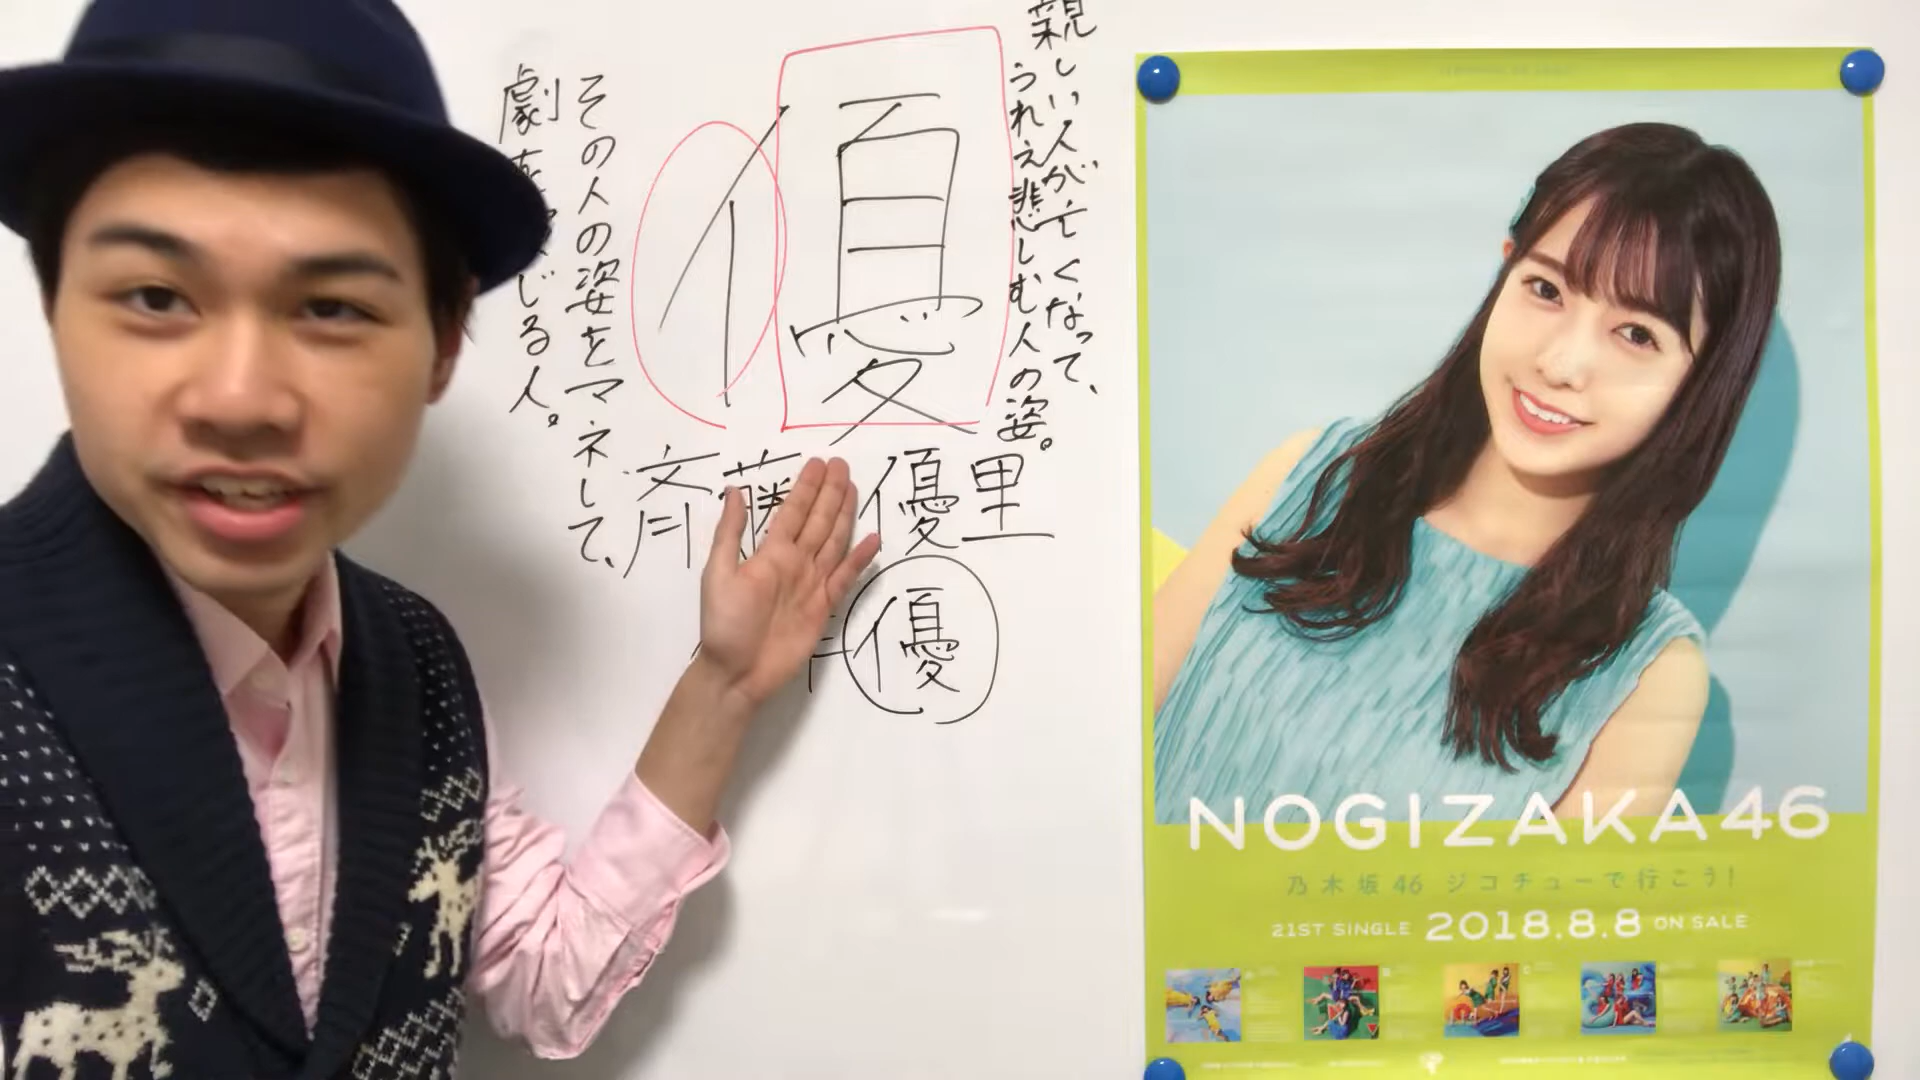 親しい人が亡くなって、
うれえ悲しむ人の姿。
優
その人の姿をマネして、
劇を演じる人。
斉藤優里
優
NOGIZAKA46
乃木坂46 ジコチューで行こう!
21ST SINGLE 2018.8.8 ON SALE